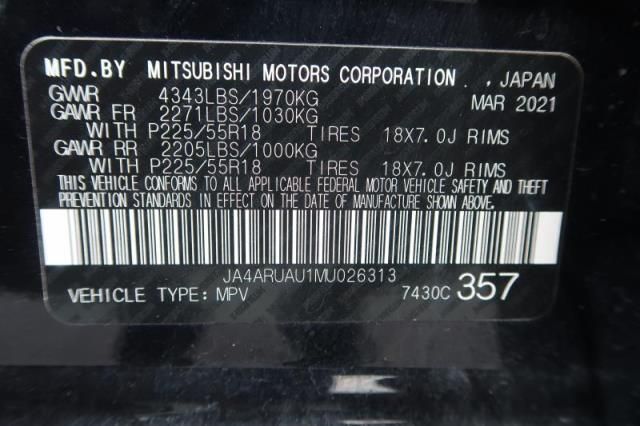 MFD.BY MITSUBISHI MOTORS CORPORATION . , JAPAN
GVWR 4343LBS/1970KG MAR 2021
GAWR FR 2271LBS/1030KG
WITH P225/55R18 TIRES 18X7.0J RIMS
GAWR RR 2205LBS/1000KG
WITH P225/55R18 TIRES 18X7.0J RIMS
THIS VEHICLE CONFORMS TO ALL APPLICABLE FEDERAL MOTOR VEHICLE SAFETY AND THEFT
PREVENTION STANDARDS IN EFFECT ON THE DATE OF MANUFACTURE SHOWN ABOVE.
JA4ARUAU1MU026313
VEHICLE TYPE: MPV 7430C 357